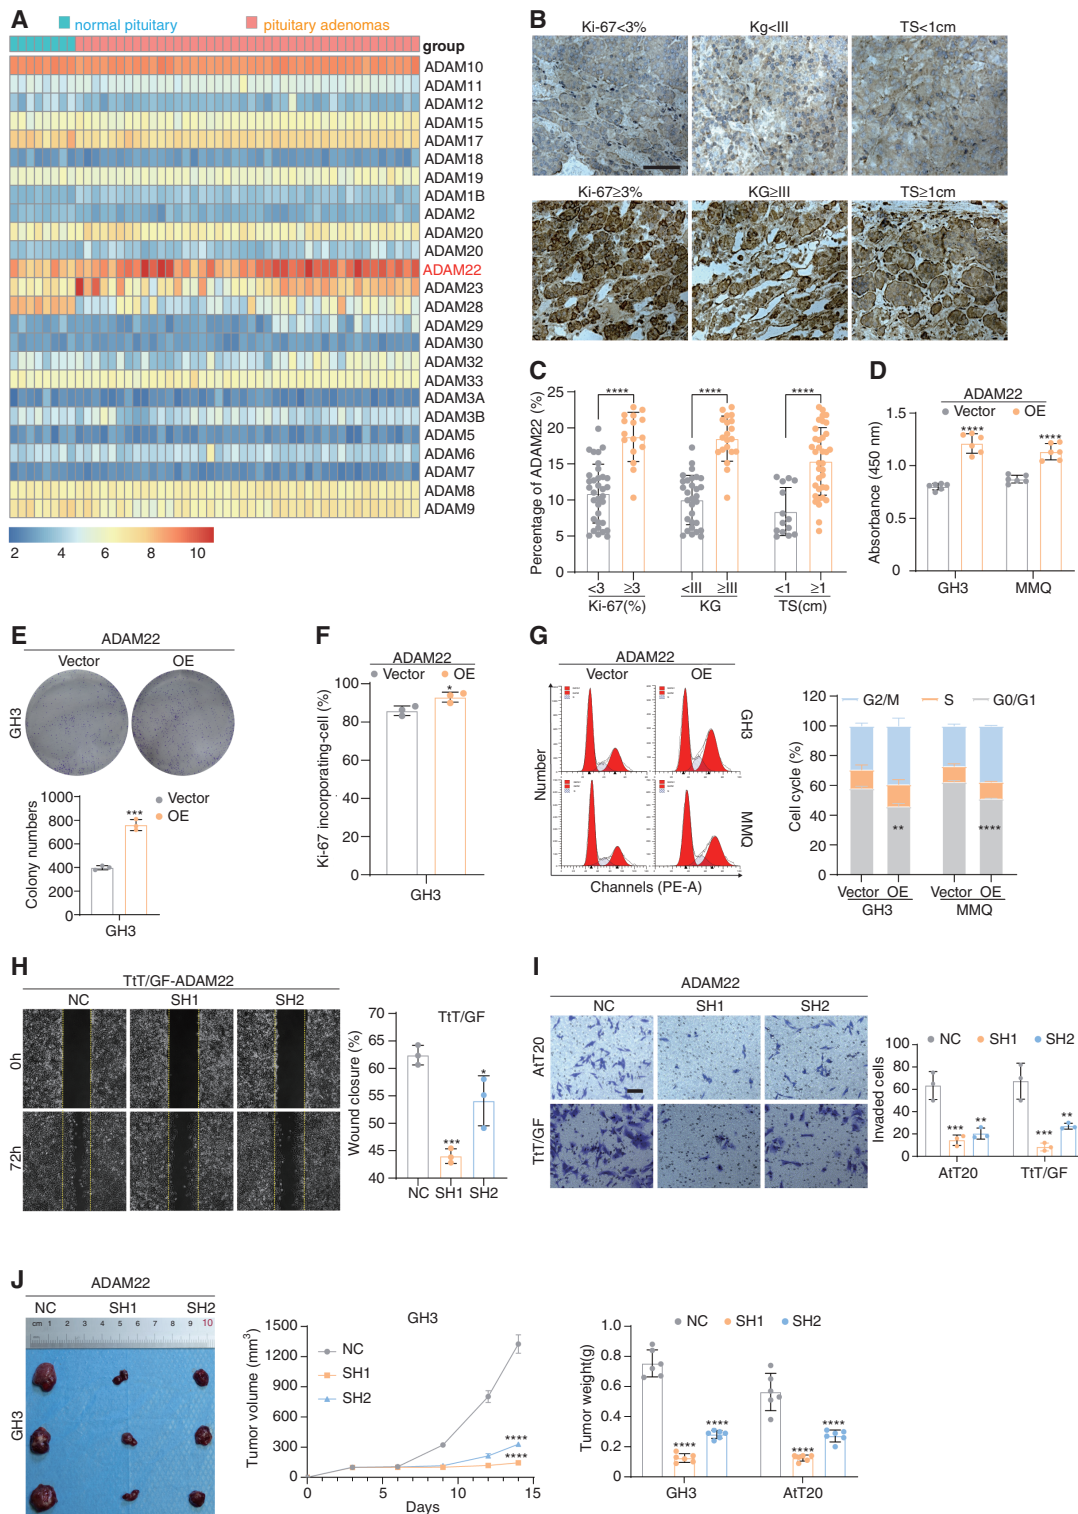 A
normal pituitary
pituitary adenomas
group
ADAM10
ADAM11
ADAM12
ADAM15
ADAM17
ADAM18
ADAM19
ADAM1B
ADAM2
ADAM20
ADAM20
ADAM22
ADAM23
ADAM28
ADAM29
ADAM30
ADAM32
ADAM33
ADAM3A
ADAM3B
ADAM5
ADAM6
ADAM7
ADAM8
ADAM9
2 4 6 8 10
B
Ki-67<3% Kg<III TS<1cm
Ki-67≥3% KG≥III TS≥1cm
C
Percentage of ADAM22 (%)
25
20
15
10
5
0
**** **** ****
<3 ≥3 <III ≥III <1 ≥1
Ki-67(%) KG TS(cm)
D
ADAM22
Vector OE
Absorbance (450 nm)
1.5
1.0
0.5
0
**** ****
GH3 MMQ
E
ADAM22
Vector OE
GH3
Colony numbers
1000
800
600
400
200
0
***
Vector
OE
GH3
F
ADAM22
Vector OE
Ki-67 incorporating-cell (%)
100
80
60
40
20
0
*
GH3
G
ADAM22
Vector OE
GH3
MMQ
Number
Channels (PE-A)
G2/M S G0/G1
Cell cycle (%)
120
100
80
60
40
20
0
** ****
Vector OE Vector OE
GH3 MMQ
H
TtT/GF-ADAM22
NC SH1 SH2
0h
72h
TtT/GF
Wound closure (%)
70
65
60
55
50
45
40
*** *
NC SH1 SH2
I
ADAM22
NC SH1 SH2
AtT20
TtT/GF
NC SH1 SH2
Invaded cells
100
80
60
40
20
0
*** ** *** **
AtT20 TtT/GF
J
ADAM22
NC SH1 SH2
cm 1 2 3 4 5 6 7 8 9 10
GH3
GH3
Tumor volume (mm³)
1500
1200
900
600
300
0
NC
SH1
SH2
****
****
0 5 10 15
Days
NC SH1 SH2
Tumor weight(g)
1.0
0.8
0.6
0.4
0.2
0
**** **** **** ****
GH3 AtT20